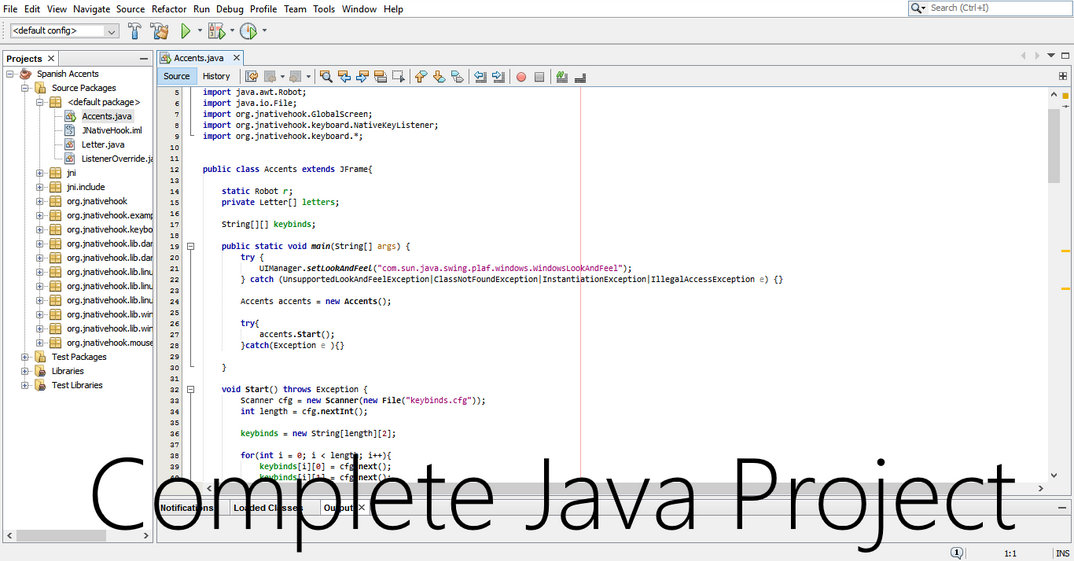 File Edit View Navigate Source Refactor Run Debug Profile Team Tools Window Help
Search (Ctrl+I)
<default config>
Projects
Spanish Accents
Source Packages
<default package>
Accents.java
JNativeHook.iml
Letter.java
ListenerOverride.ja
jni
jni.include
org.jnativehook
org.jnativehook.examp
org.jnativehook.keybo
org.jnativehook.lib.dar
org.jnativehook.lib.dar
org.jnativehook.lib.linu
org.jnativehook.lib.linu
org.jnativehook.lib.linu
org.jnativehook.lib.win
org.jnativehook.lib.win
org.jnativehook.mouse
Test Packages
Libraries
Test Libraries
Accents.java
Source History
5 import java.awt.Robot;
6 import java.io.File;
7 import org.jnativehook.GlobalScreen;
8 import org.jnativehook.keyboard.NativeKeyListener;
9 import org.jnativehook.keyboard.*;
10
11
12 public class Accents extends JFrame{
13
14 static Robot r;
15 private Letter[] letters;
16
17 String[][] keybinds;
18
19 public static void main(String[] args) {
20 try {
21 UIManager.setLookAndFeel("com.sun.java.swing.plaf.windows.WindowsLookAndFeel");
22 } catch (UnsupportedLookAndFeelException|ClassNotFoundException|InstantiationException|IllegalAccessException e) {}
23
24 Accents accents = new Accents();
25
26 try{
27 accents.Start();
28 }catch(Exception e ){}
29
30 }
31
32 void Start() throws Exception {
33 Scanner cfg = new Scanner(new File("keybinds.cfg"));
34 int length = cfg.nextInt();
35
36 keybinds = new String[length][2];
37
38 for(int i = 0; i < length; i++){
39 keybinds[i][0] = cfg.next();
40 keybinds[i][1] = cfg.next();
Notifications Loaded Classes Output
Complete Java Project
1:1 INS